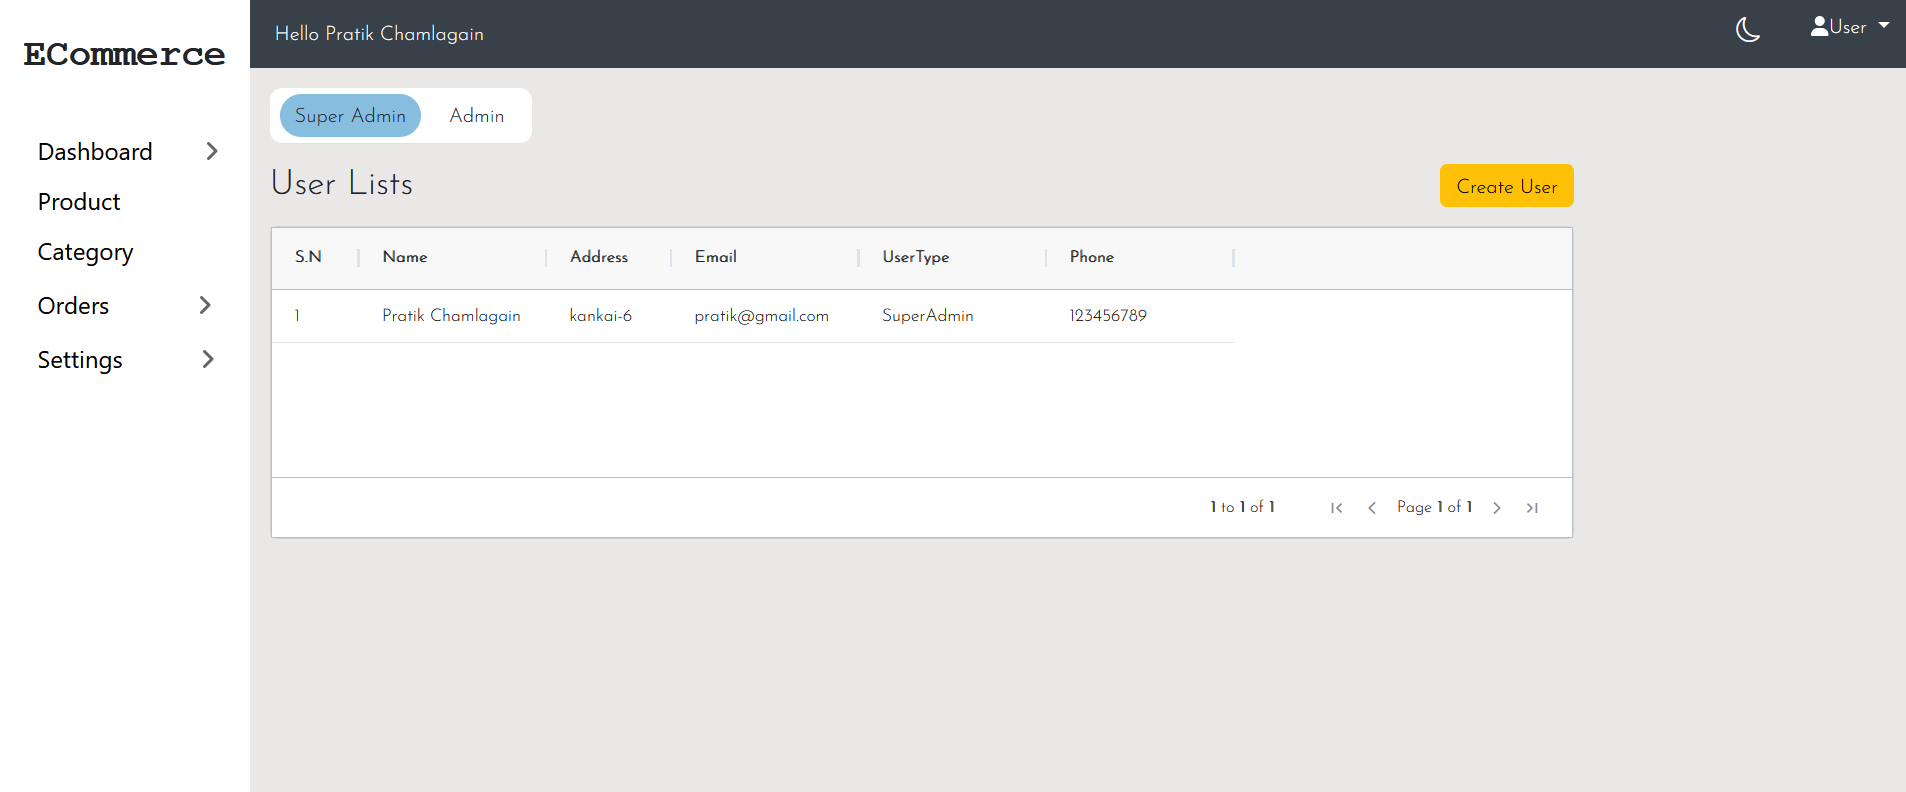 ECommerce
Dashboard
Product
Category
Orders
Settings
Hello Pratik Chamlagain
User
Super Admin Admin
User Lists
Create User
S.N Name Address Email UserType Phone
1 Pratik Chamlagain kankai-6 pratik@gmail.com SuperAdmin 123456789
1 to 1 of 1 Page 1 of 1